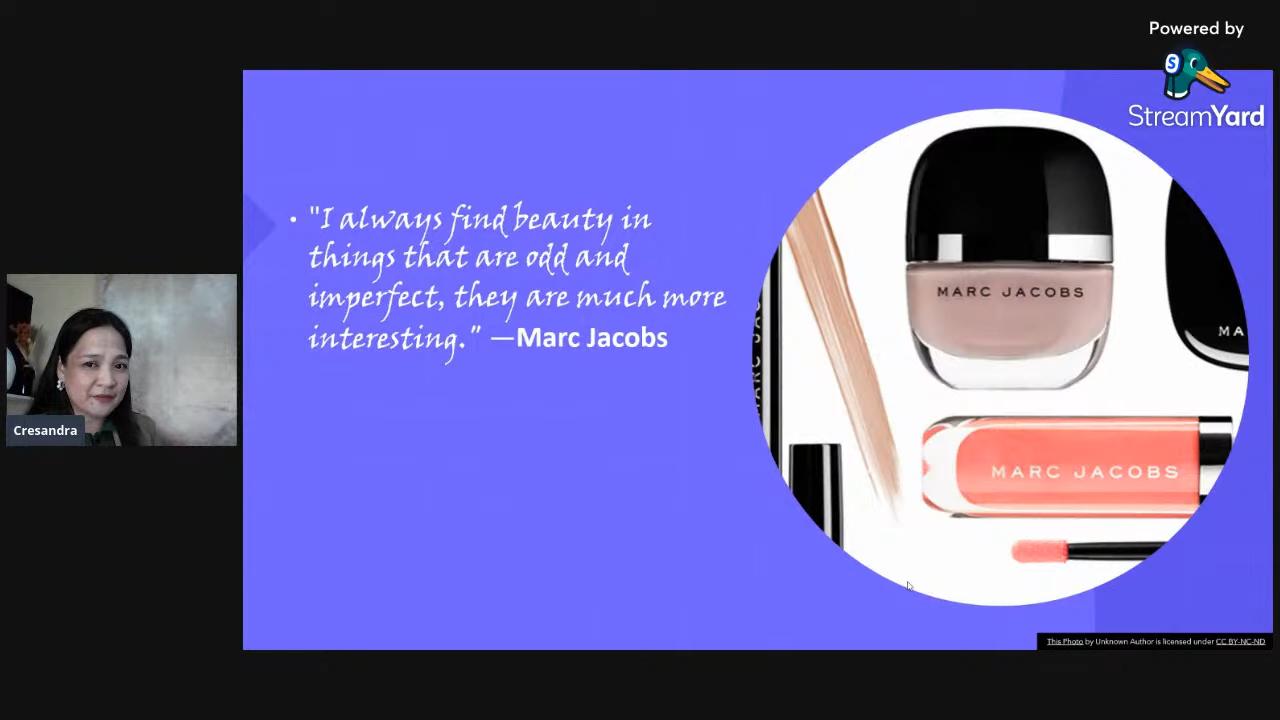 Powered by
StreamYard
• "I always find beauty in
things that are odd and
imperfect, they are much more
interesting." —Marc Jacobs
MARC JACOBS
MARC JACOBS
Cresandra
This Photo by Unknown Author is licensed under CC BY-NC-ND